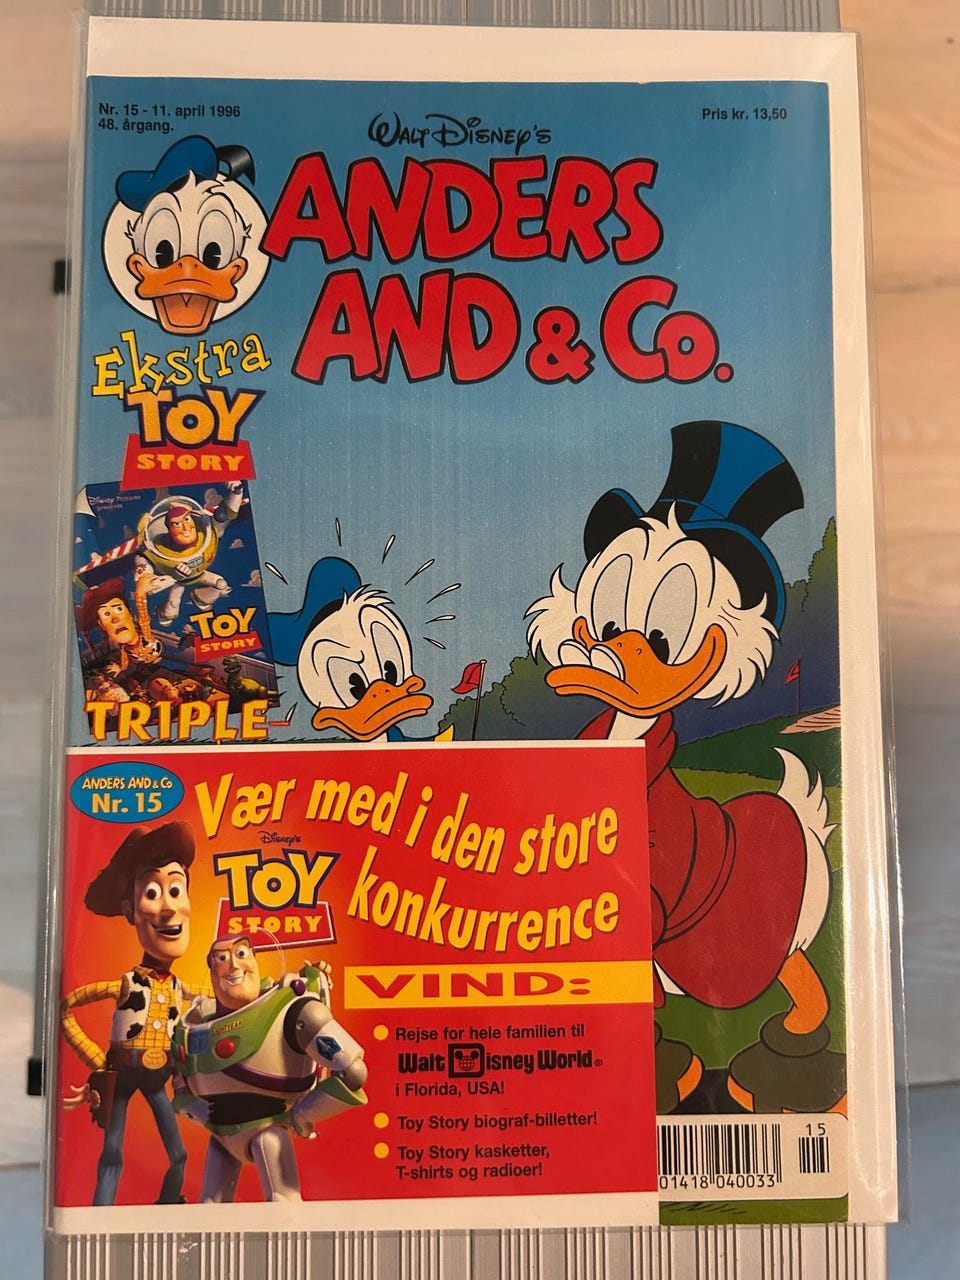 Nr. 15 - 11. april 1996
48. årgang.
Pris kr. 13,50
WALT DISNEY'S
ANDERS
AND & Co.
Ekstra
TOY
STORY
Disney Pictures
presents
TOY
STORY
TRIPLE
ANDERS AND & Co
Nr. 15
Vær med i den store
konkurrence
DISNEY'S
TOY
STORY
VIND:
Rejse for hele familien til
Walt Disney World®
i Florida, USA!
Toy Story biograf-billetter!
Toy Story kasketter,
T-shirts og radioer!
15
01418 040033